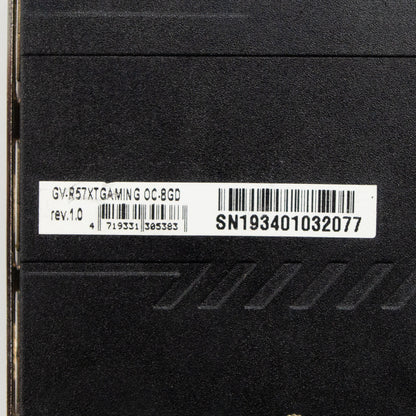 GV-R57XTGAMING OC-8GD
rev.1.0
4 719331 305383
SN193401032077